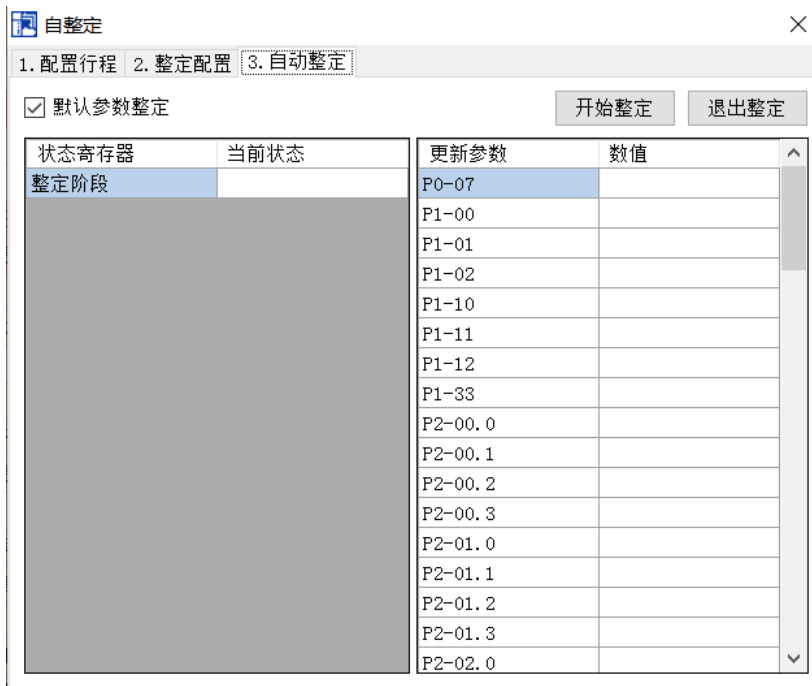 自整定
1.配置行程 2.整定配置 3.自动整定
默认参数整定 开始整定 退出整定
状态寄存器 当前状态
整定阶段
更新参数 数值
P0-07
P1-00
P1-01
P1-02
P1-10
P1-11
P1-12
P1-33
P2-00.0
P2-00.1
P2-00.2
P2-00.3
P2-01.0
P2-01.1
P2-01.2
P2-01.3
P2-02.0